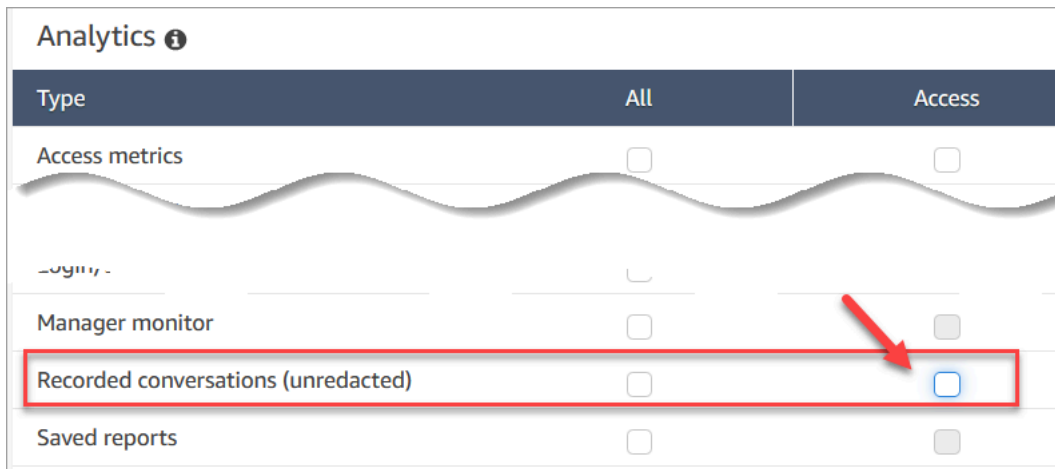 Analytics
Type All Access
Access metrics
Manager monitor
Recorded conversations (unredacted)
Saved reports